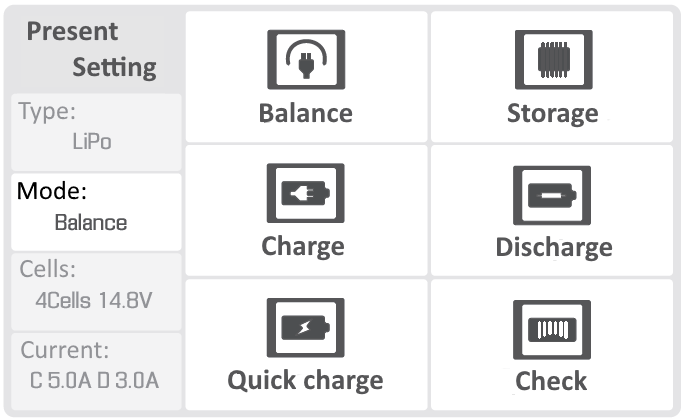 Present
Setting
Type:
LiPo
Mode:
Balance
Cells:
4Cells 14.8V
Current:
C 5.0A D 3.0A
Balance
Storage
Charge
Discharge
Quick charge
Check